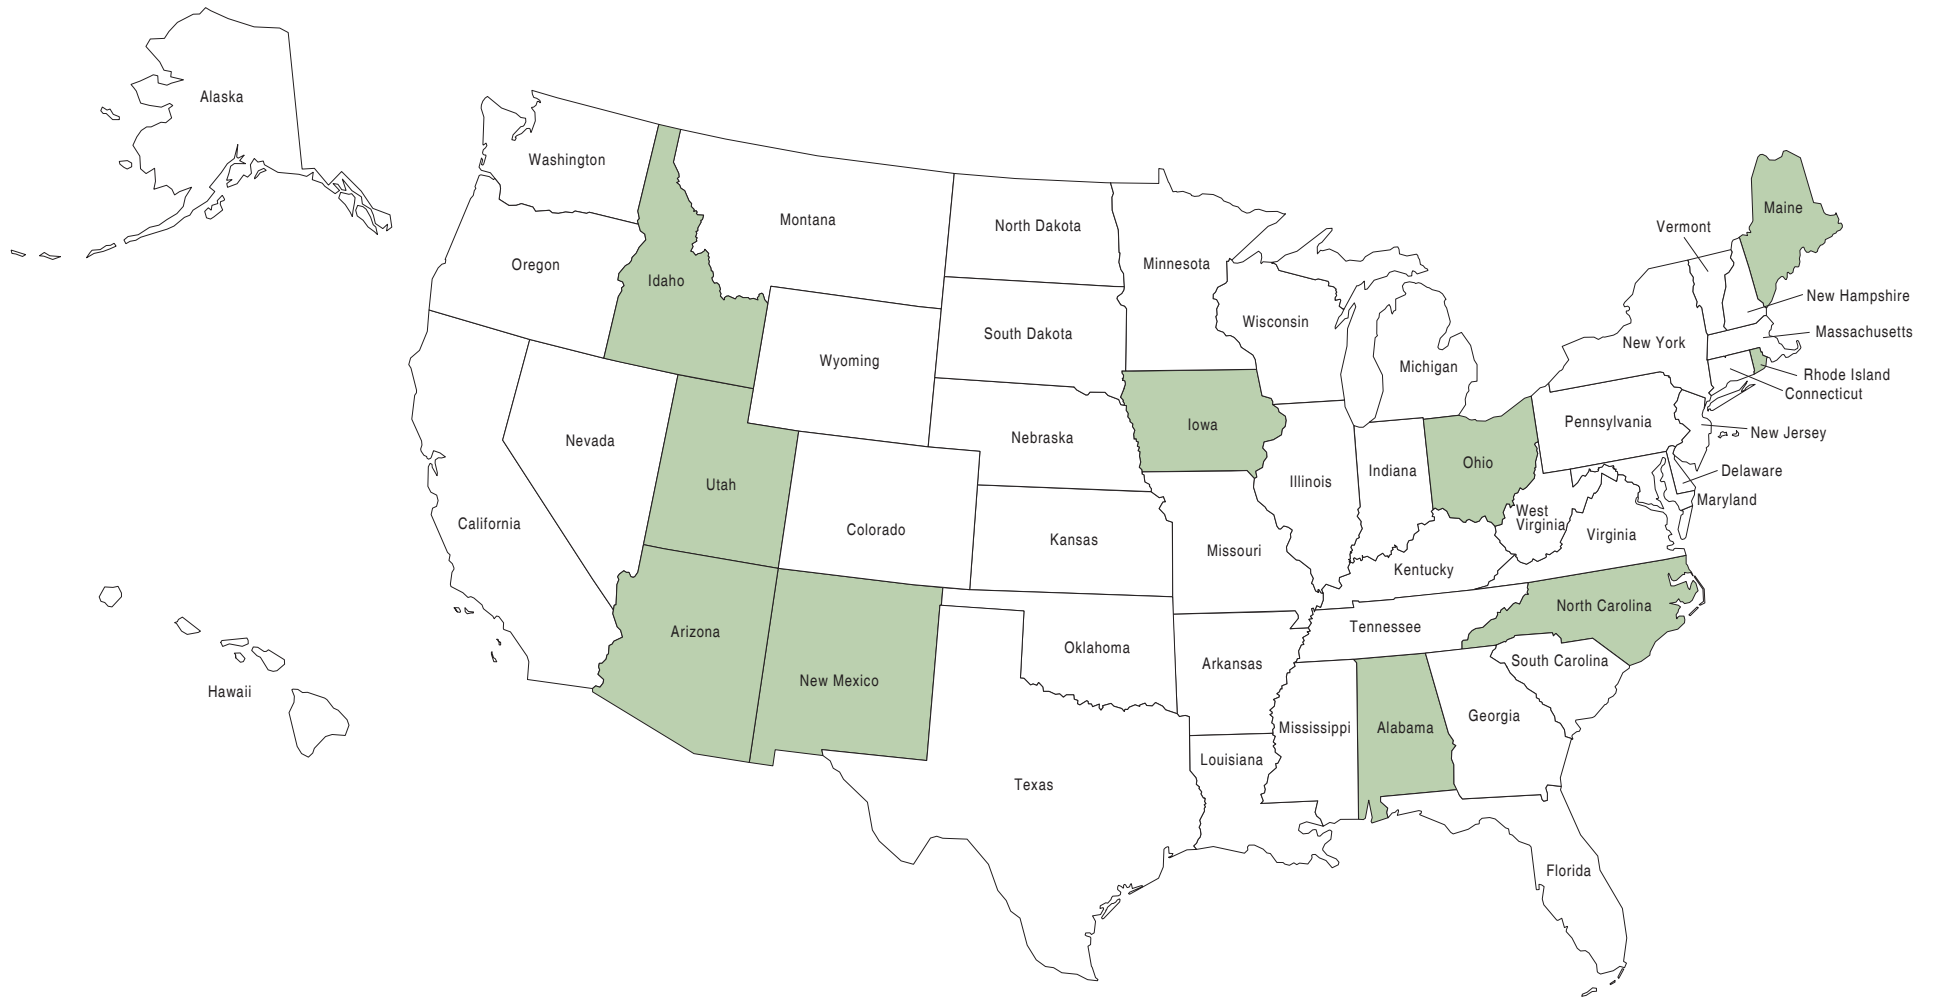 Alaska
Washington
Montana
North Dakota
Minnesota
Maine
Vermont
Oregon
Idaho
New Hampshire
South Dakota
Wisconsin
Massachusetts
New York
Wyoming
Michigan
Rhode Island
Connecticut
Iowa
Pennsylvania
New Jersey
Nebraska
Nevada
Ohio
Indiana
Delaware
Utah
Illinois
Maryland
West
Virginia
California
Colorado
Kansas
Missouri
Virginia
Kentucky
North Carolina
Tennessee
Arizona
Oklahoma
Arkansas
South Carolina
New Mexico
Hawaii
Georgia
Mississippi
Alabama
Louisiana
Texas
Florida